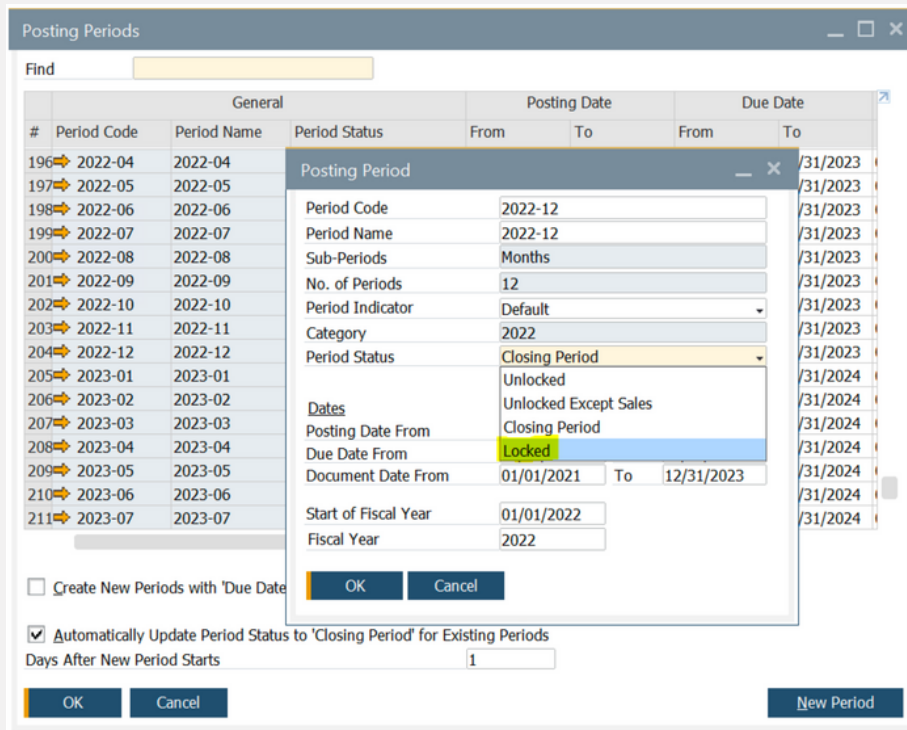 Posting Periods
Find
General Posting Date Due Date
# Period Code Period Name Period Status From To From To
196 2022-04 2022-04 /31/2023
197 2022-05 2022-05 /31/2023
198 2022-06 2022-06 /31/2023
199 2022-07 2022-07 /31/2023
200 2022-08 2022-08 /31/2023
201 2022-09 2022-09 /31/2023
202 2022-10 2022-10 /31/2023
203 2022-11 2022-11 /31/2023
204 2022-12 2022-12 /31/2023
205 2023-01 2023-01 /31/2024
206 2023-02 2023-02 /31/2024
207 2023-03 2023-03 /31/2024
208 2023-04 2023-04 /31/2024
209 2023-05 2023-05 /31/2024
210 2023-06 2023-06 /31/2024
211 2023-07 2023-07 /31/2024
Posting Period
Period Code 2022-12
Period Name 2022-12
Sub-Periods Months
No. of Periods 12
Period Indicator Default
Category 2022
Period Status Closing Period
Unlocked
Unlocked Except Sales
Closing Period
Locked
Dates
Posting Date From
Due Date From
Document Date From 01/01/2021 To 12/31/2023
Start of Fiscal Year 01/01/2022
Fiscal Year 2022
OK Cancel
Create New Periods with 'Due Date
Automatically Update Period Status to 'Closing Period' for Existing Periods
Days After New Period Starts 1
OK Cancel New Period